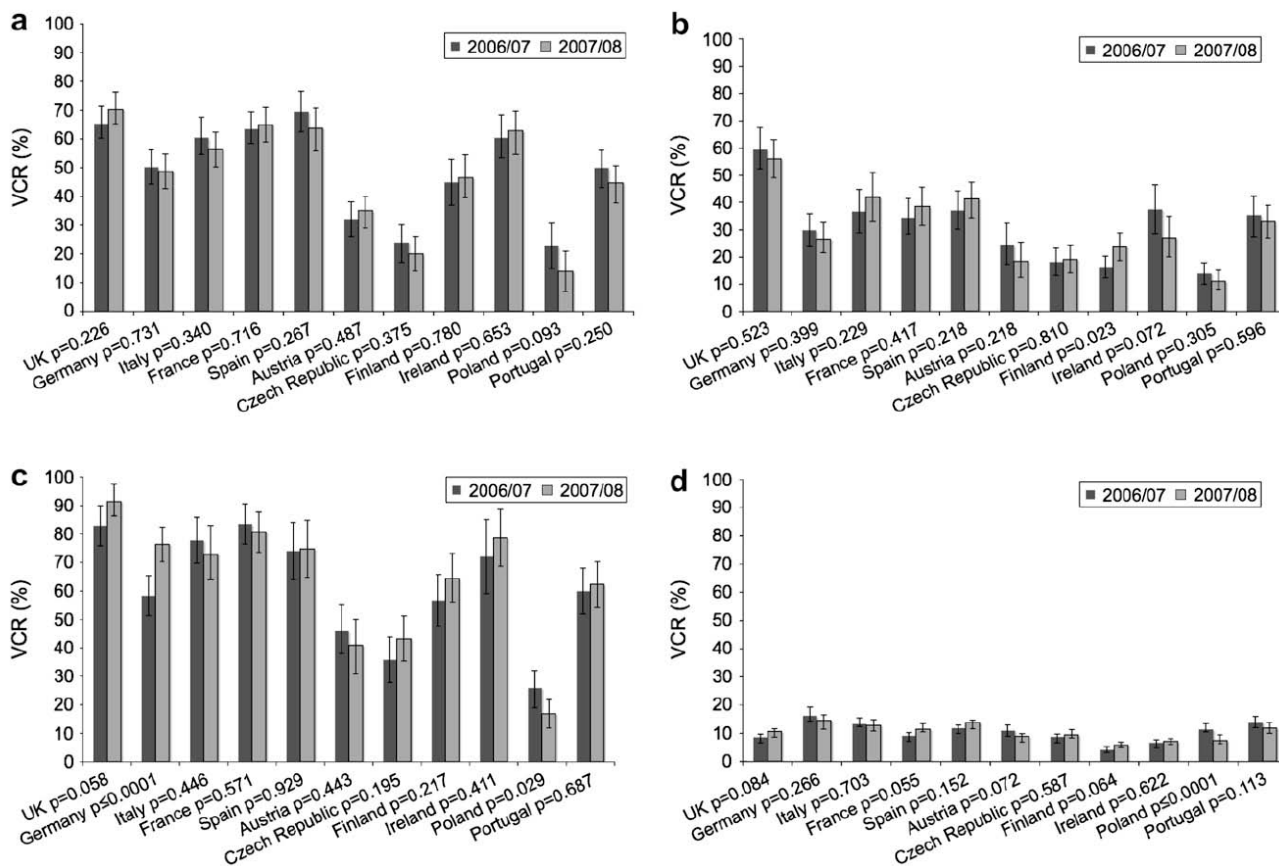 a
2006/07 2007/08
VCR (%)
100
90
80
70
60
50
40
30
20
10
0
UK p=0.226
Germany p=0.731
Italy p=0.340
France p=0.716
Spain p=0.267
Austria p=0.487
Czech Republic p=0.375
Finland p=0.780
Ireland p=0.653
Poland p=0.093
Portugal p=0.250
b
2006/07 2007/08
VCR (%)
100
90
80
70
60
50
40
30
20
10
0
UK p=0.523
Germany p=0.399
Italy p=0.229
France p=0.417
Spain p=0.218
Austria p=0.218
Czech Republic p=0.810
Finland p=0.023
Ireland p=0.072
Poland p=0.305
Portugal p=0.596
c
2006/07 2007/08
VCR (%)
100
90
80
70
60
50
40
30
20
10
0
UK p=0.058
Germany p≤0.0001
Italy p=0.446
France p=0.571
Spain p=0.929
Austria p=0.443
Czech Republic p=0.195
Finland p=0.217
Ireland p=0.411
Poland p=0.029
Portugal p=0.687
d
2006/07 2007/08
VCR (%)
100
90
80
70
60
50
40
30
20
10
0
UK p=0.084
Germany p=0.266
Italy p=0.703
France p=0.055
Spain p=0.152
Austria p=0.072
Czech Republic p=0.587
Finland p=0.064
Ireland p=0.622
Poland p≤0.0001
Portugal p=0.113